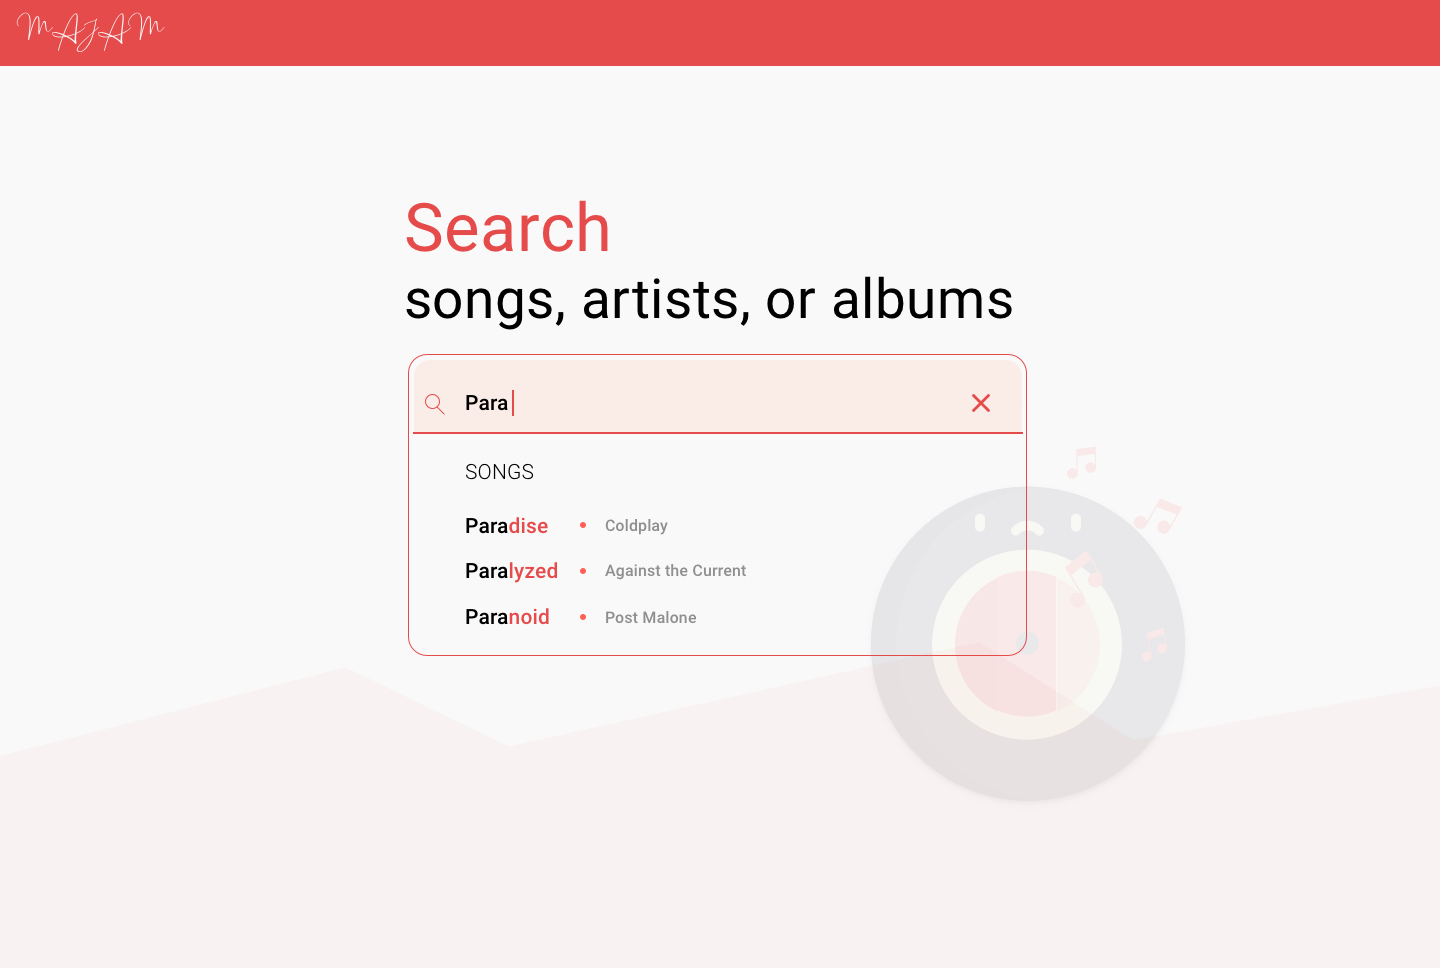 MAJAM
Search
songs, artists, or albums
Para
SONGS
Paradise • Coldplay
Paralyzed • Against the Current
Paranoid • Post Malone